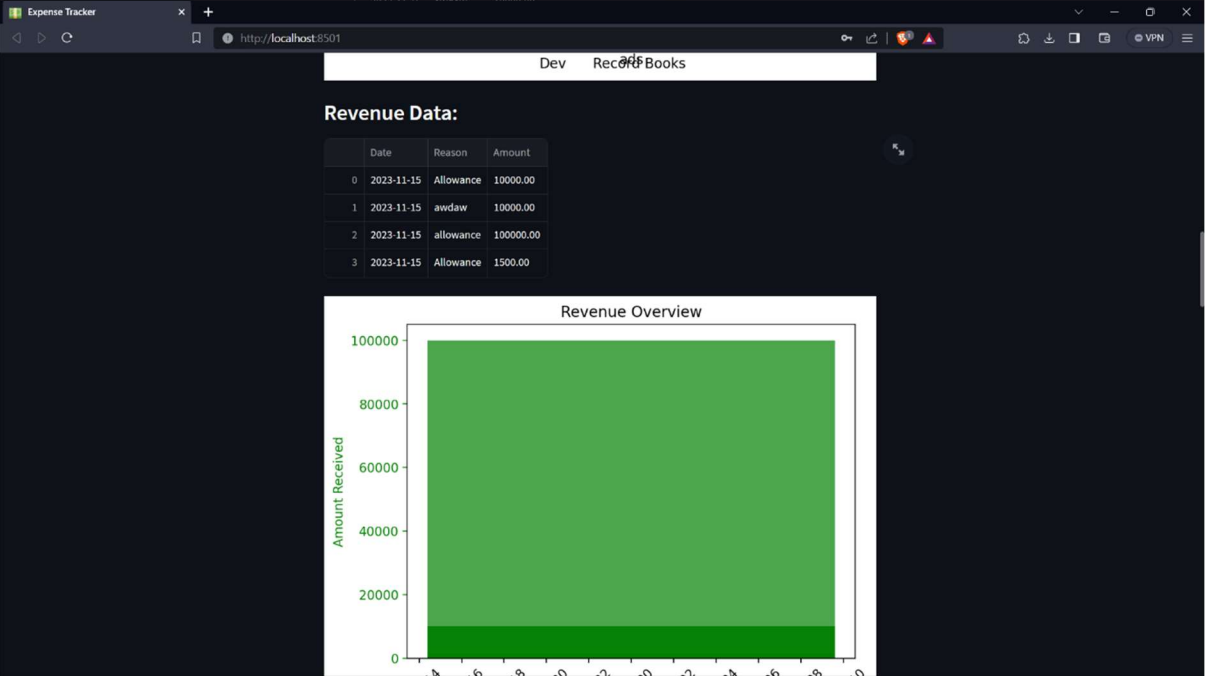 Expense Tracker
http://localhost:8501
VPN
ads
Dev Record Books
Revenue Data:
Date Reason Amount
0 2023-11-15 Allowance 10000.00
1 2023-11-15 awdaw 10000.00
2 2023-11-15 allowance 100000.00
3 2023-11-15 Allowance 1500.00
Revenue Overview
100000
80000
60000
40000
20000
0
Amount Received